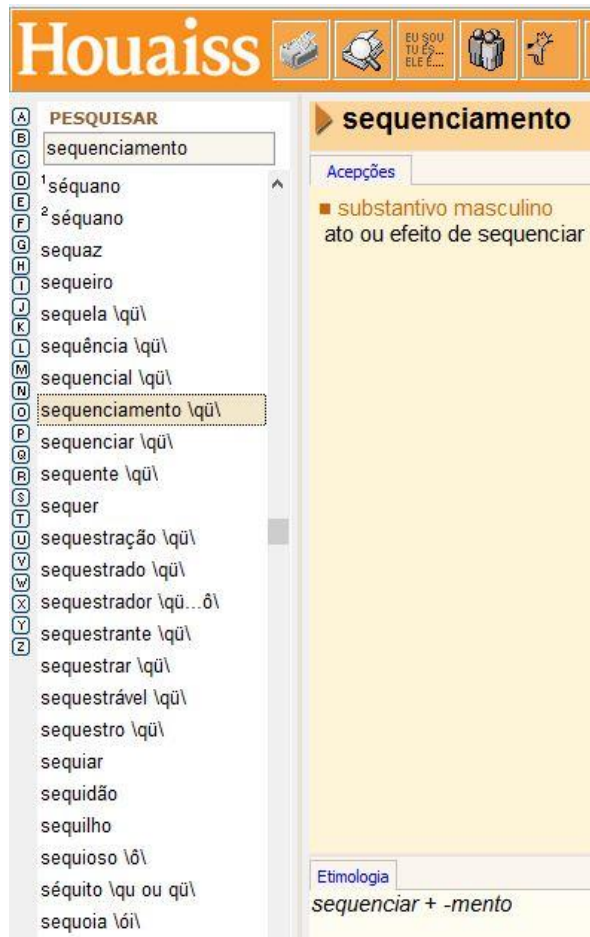 Houaiss
EU SOU
TU ÉS...
ELE É....
A
B
C
D
E
F
G
H
I
J
K
L
M
N
O
P
Q
R
S
T
U
V
W
X
Y
Z
PESQUISAR
sequenciamento
¹séquano
²séquano
sequaz
sequeiro
sequela \qü\
sequência \qü\
sequencial \qü\
sequenciamento \qü\
sequenciar \qü\
sequente \qü\
sequer
sequestração \qü\
sequestrado \qü\
sequestrador \qü...ô\
sequestrante \qü\
sequestrar \qü\
sequestrável \qü\
sequestro \qü\
sequiar
sequidão
sequilho
sequioso \ô\
séquito \qu ou qü\
sequoia \ói\
sequenciamento
Acepções
substantivo masculino
ato ou efeito de sequenciar
Etimologia
sequenciar + -mento